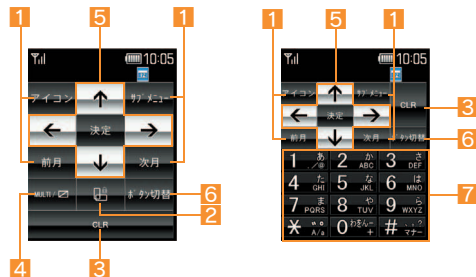 1 5 1
10:05
アイコン ↑ ｻﾌﾞﾒﾆｭｰ
← 決定 →
前月 ↓ 次月
MULTI/ ﾎﾞﾀﾝ切替 6
2
CLR
4 3
1 5 1
10:05
アイコン ↑ ｻﾌﾞﾒﾆｭｰ CLR 3
← 決定 →
前月 ↓ 次月 ﾎﾞﾀﾝ切替 6
1 あ ./@ 2 か ABC 3 さ DEF
4 た GHI 5 な JKL 6 は MNO 7
7 ま PQRS 8 や TUV 9 ら WXYZ
* ゛゜ A/a 0 わをん- + # 、。? ﾏﾅｰ